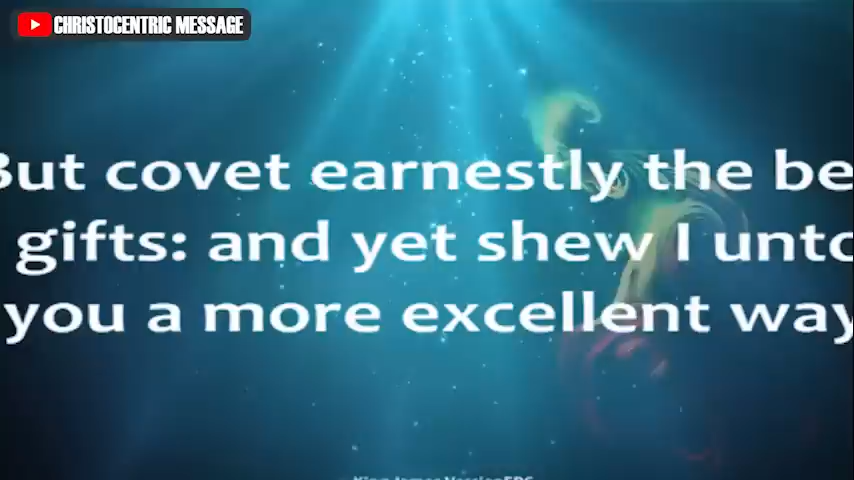 CHRISTOCENTRIC MESSAGE
But covet earnestly the be
gifts: and yet shew I unto
you a more excellent way